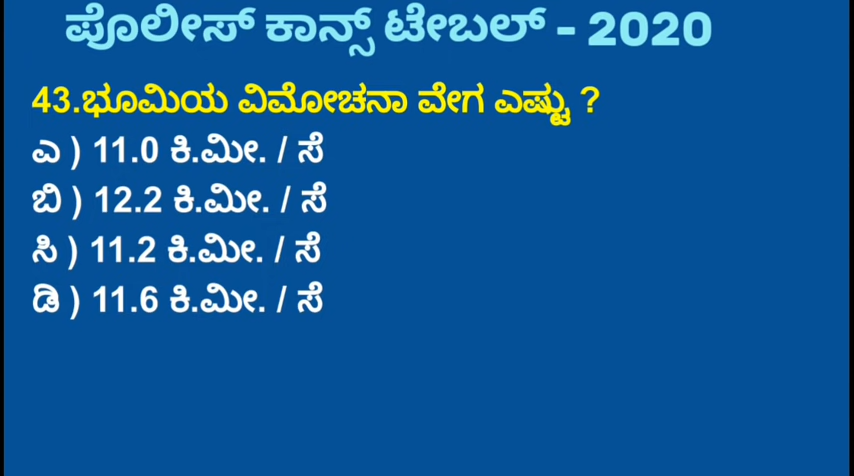 ಪೊಲೀಸ್ ಕಾನ್ಸ್ ಟೇಬಲ್ - 2020
43.ಭೂಮಿಯ ವಿಮೋಚನಾ ವೇಗ ಎಷ್ಟು ?
ಎ ) 11.0 ಕಿ.ಮೀ. / ಸೆ
ಬಿ ) 12.2 ಕಿ.ಮೀ. / ಸೆ
ಸಿ ) 11.2 ಕಿ.ಮೀ. / ಸೆ
ಡಿ ) 11.6 ಕಿ.ಮೀ. / ಸೆ